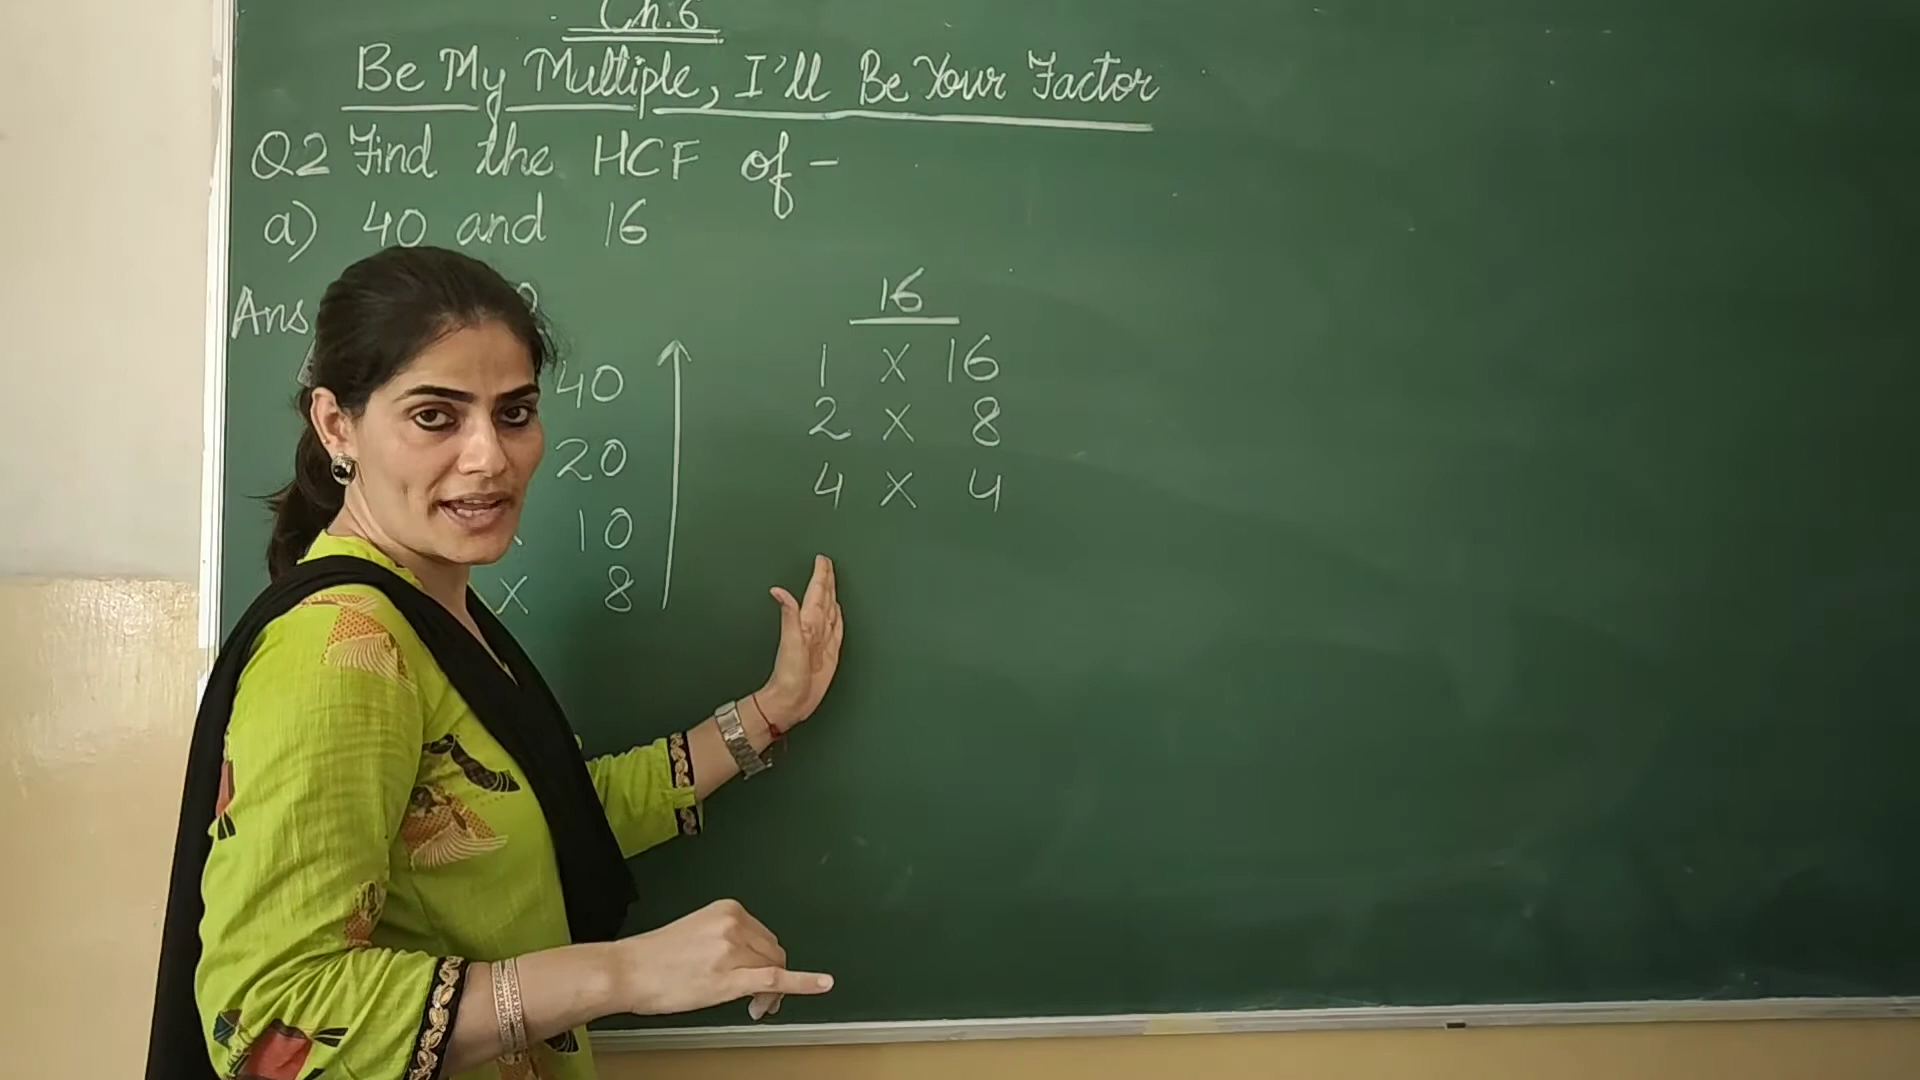 Ch.6
Be My Multiple, I'll Be Your Factor
Q2 Find the HCF of -
a) 40 and 16
Ans
16
40
1 X 16
20
2 X 8
10
4 X 4
X 8